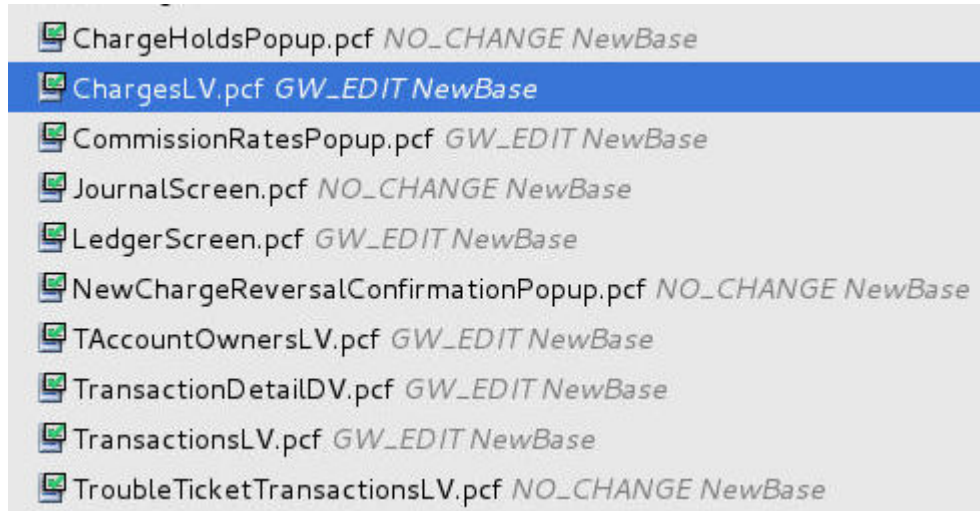 ChargeHoldsPopup.pcf NO_CHANGE NewBase
ChargesLV.pcf GW_EDIT NewBase
CommissionRatesPopup.pcf GW_EDIT NewBase
JournalScreen.pcf NO_CHANGE NewBase
LedgerScreen.pcf GW_EDIT NewBase
NewChargeReversalConfirmationPopup.pcf NO_CHANGE NewBase
TAccountOwnersLV.pcf GW_EDIT NewBase
TransactionDetailDV.pcf GW_EDIT NewBase
TransactionsLV.pcf GW_EDIT NewBase
TroubleTicketTransactionsLV.pcf NO_CHANGE NewBase